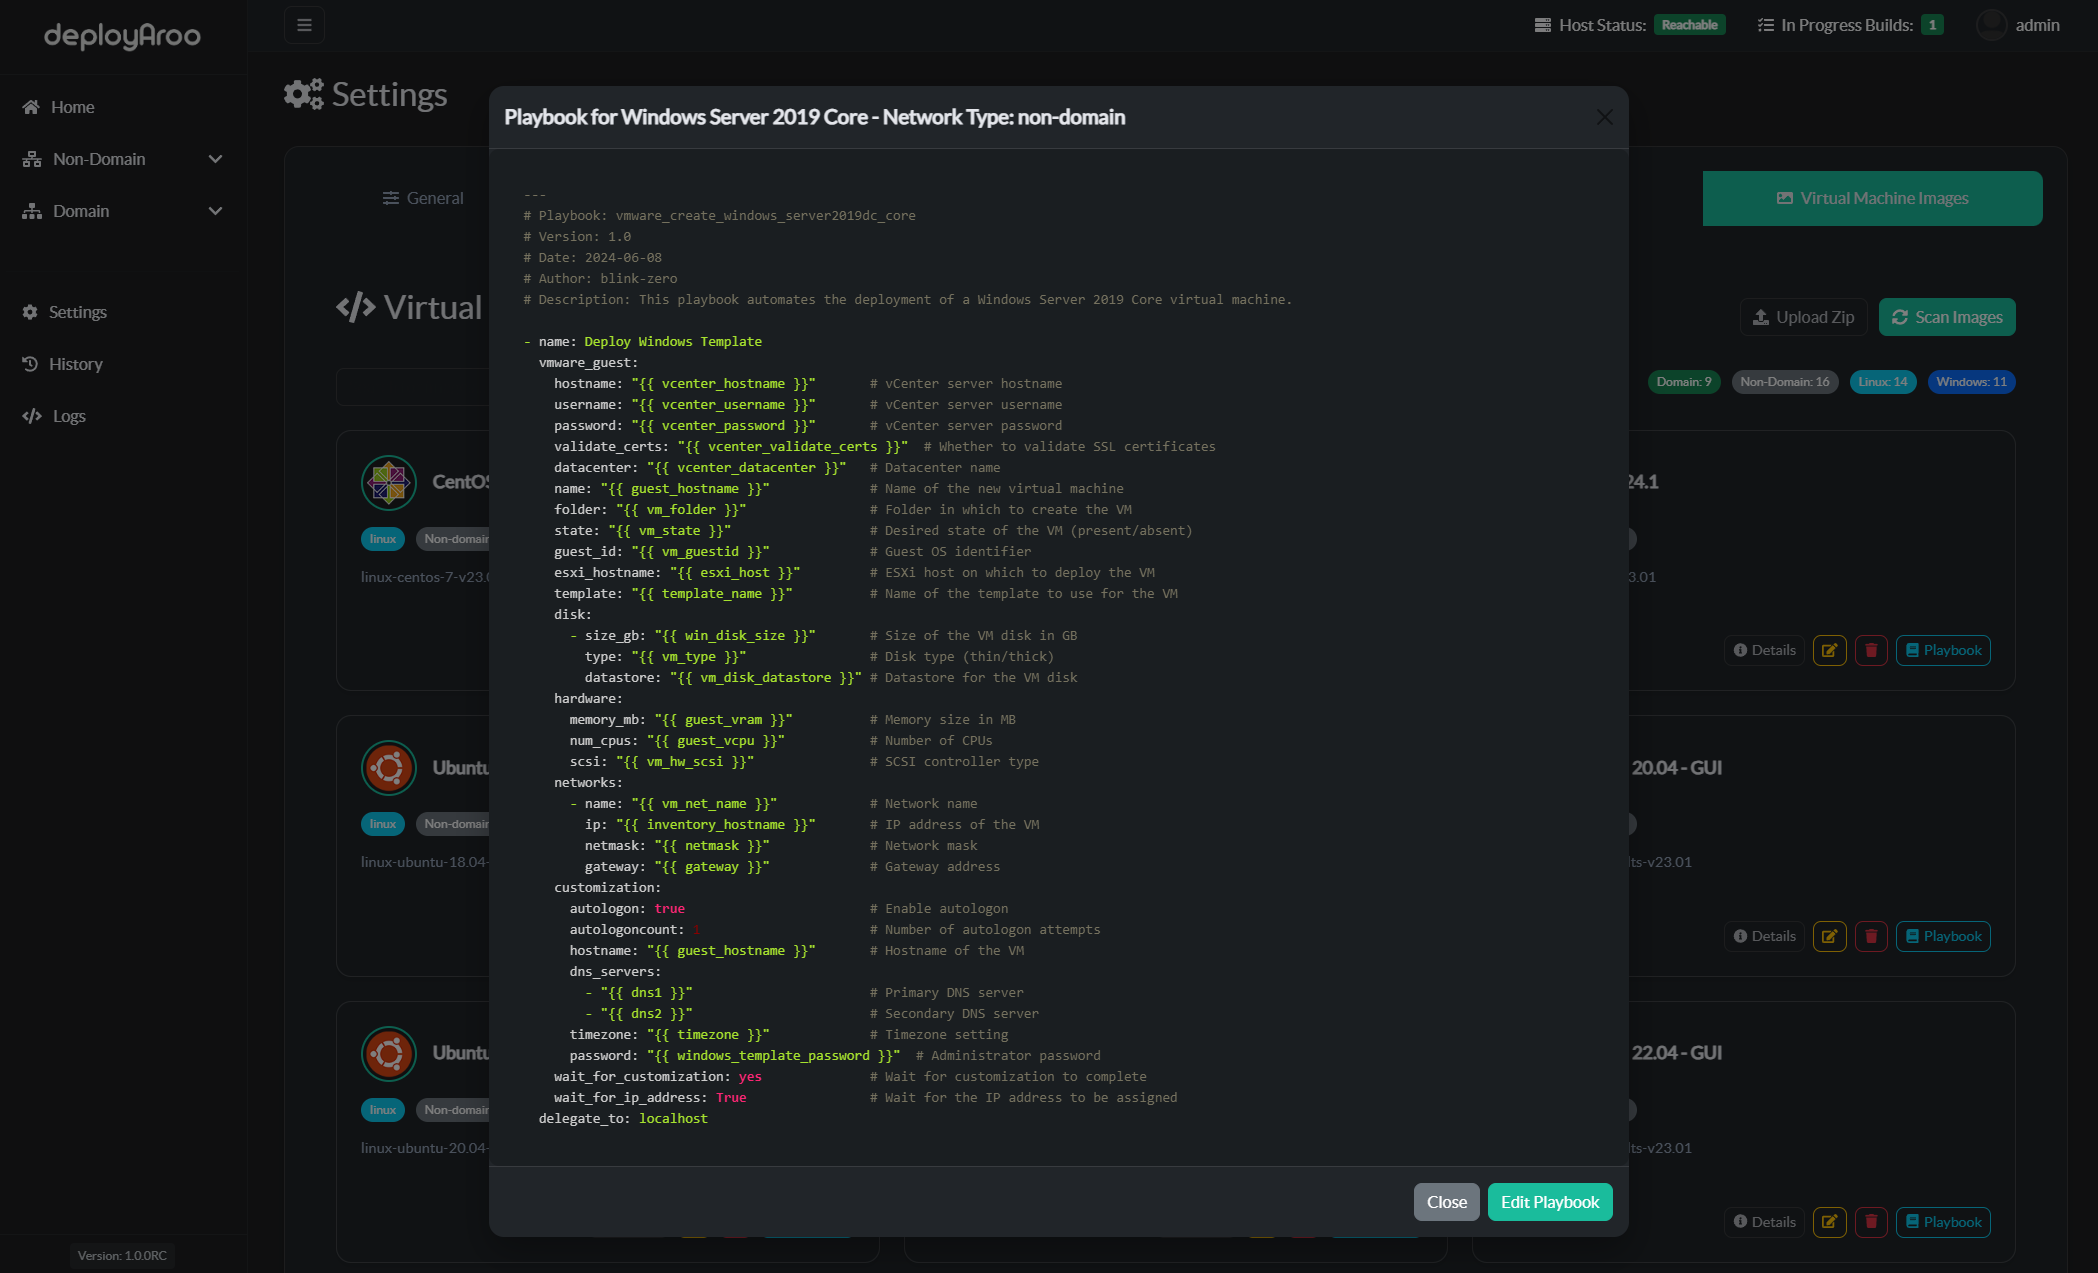 deployAroo
Host Status: Reachable
In Progress Builds: 1
admin
Home
Non-Domain
Domain
Settings
History
Logs
Version: 1.0.0RC
Settings
General
Virtual Machine Images
Virtual
Upload Zip
Scan Images
Domain: 9
Non-Domain: 16
Linux: 14
Windows: 11
Playbook for Windows Server 2019 Core - Network Type: non-domain
---
# Playbook: vmware_create_windows_server2019dc_core
# Version: 1.0
# Date: 2024-06-08
# Author: blink-zero
# Description: This playbook automates the deployment of a Windows Server 2019 Core virtual machine.
- name: Deploy Windows Template
vmware_guest:
hostname: "{{ vcenter_hostname }}" # vCenter server hostname
username: "{{ vcenter_username }}" # vCenter server username
password: "{{ vcenter_password }}" # vCenter server password
validate_certs: "{{ vcenter_validate_certs }}" # Whether to validate SSL certificates
datacenter: "{{ vcenter_datacenter }}" # Datacenter name
name: "{{ guest_hostname }}" # Name of the new virtual machine
folder: "{{ vm_folder }}" # Folder in which to create the VM
state: "{{ vm_state }}" # Desired state of the VM (present/absent)
guest_id: "{{ vm_guestid }}" # Guest OS identifier
esxi_hostname: "{{ esxi_host }}" # ESXi host on which to deploy the VM
template: "{{ template_name }}" # Name of the template to use for the VM
disk:
- size_gb: "{{ win_disk_size }}" # Size of the VM disk in GB
type: "{{ vm_type }}" # Disk type (thin/thick)
datastore: "{{ vm_disk_datastore }}" # Datastore for the VM disk
hardware:
memory_mb: "{{ guest_vram }}" # Memory size in MB
num_cpus: "{{ guest_vcpu }}" # Number of CPUs
scsi: "{{ vm_hw_scsi }}" # SCSI controller type
networks:
- name: "{{ vm_net_name }}" # Network name
ip: "{{ inventory_hostname }}" # IP address of the VM
netmask: "{{ netmask }}" # Network mask
gateway: "{{ gateway }}" # Gateway address
customization:
autologon: true # Enable autologon
autologoncount: 1 # Number of autologon attempts
hostname: "{{ guest_hostname }}" # Hostname of the VM
dns_servers:
- "{{ dns1 }}" # Primary DNS server
- "{{ dns2 }}" # Secondary DNS server
timezone: "{{ timezone }}" # Timezone setting
password: "{{ windows_template_password }}" # Administrator password
wait_for_customization: yes # Wait for customization to complete
wait_for_ip_address: True # Wait for the IP address to be assigned
delegate_to: localhost
Close
Edit Playbook
CentOS
linux
Non-domain
linux-centos-7-v23.0
24.1
3.01
Details
Playbook
Ubuntu
linux
Non-domain
linux-ubuntu-18.04-
20.04 - GUI
lts-v23.01
Details
Playbook
Ubuntu
linux
Non-domain
linux-ubuntu-20.04-
22.04 - GUI
lts-v23.01
Details
Playbook